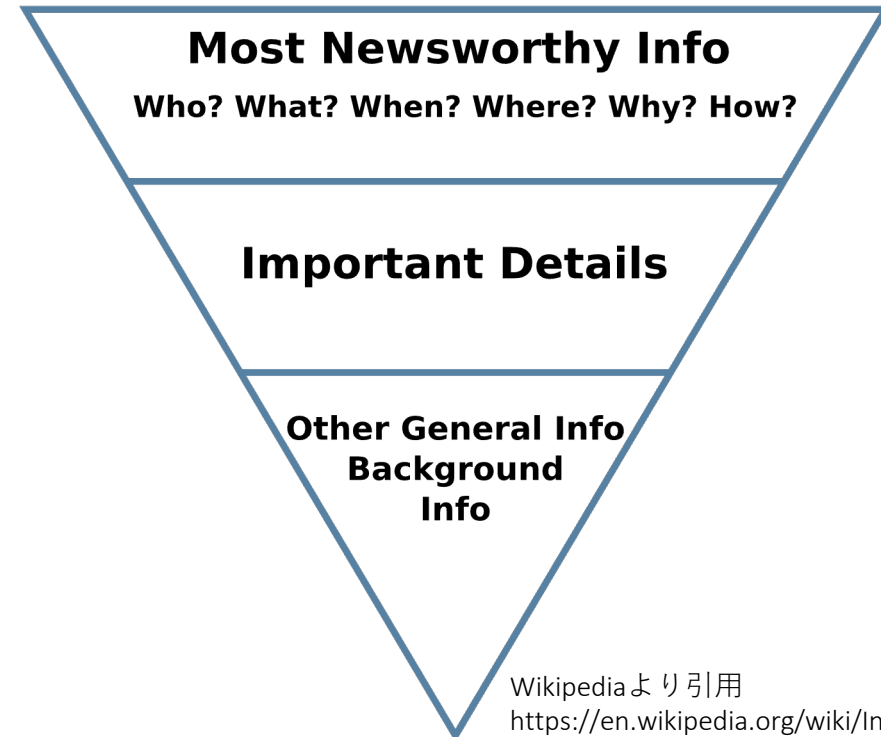 Most Newsworthy Info
Who? What? When? Where? Why? How?
Important Details
Other General Info
Background
Info
Wikipediaより引用
https://en.wikipedia.org/wiki/In